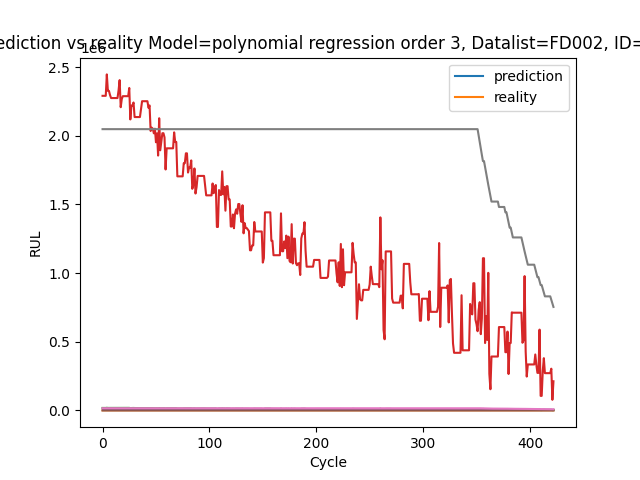 ediction vs reality Model=polynomial regression order 3, Datalist=FD002, ID=
1e6
prediction
reality
2.5
2.0
1.5
1.0
0.5
0.0
RUL
0
100
200
300
400
Cycle